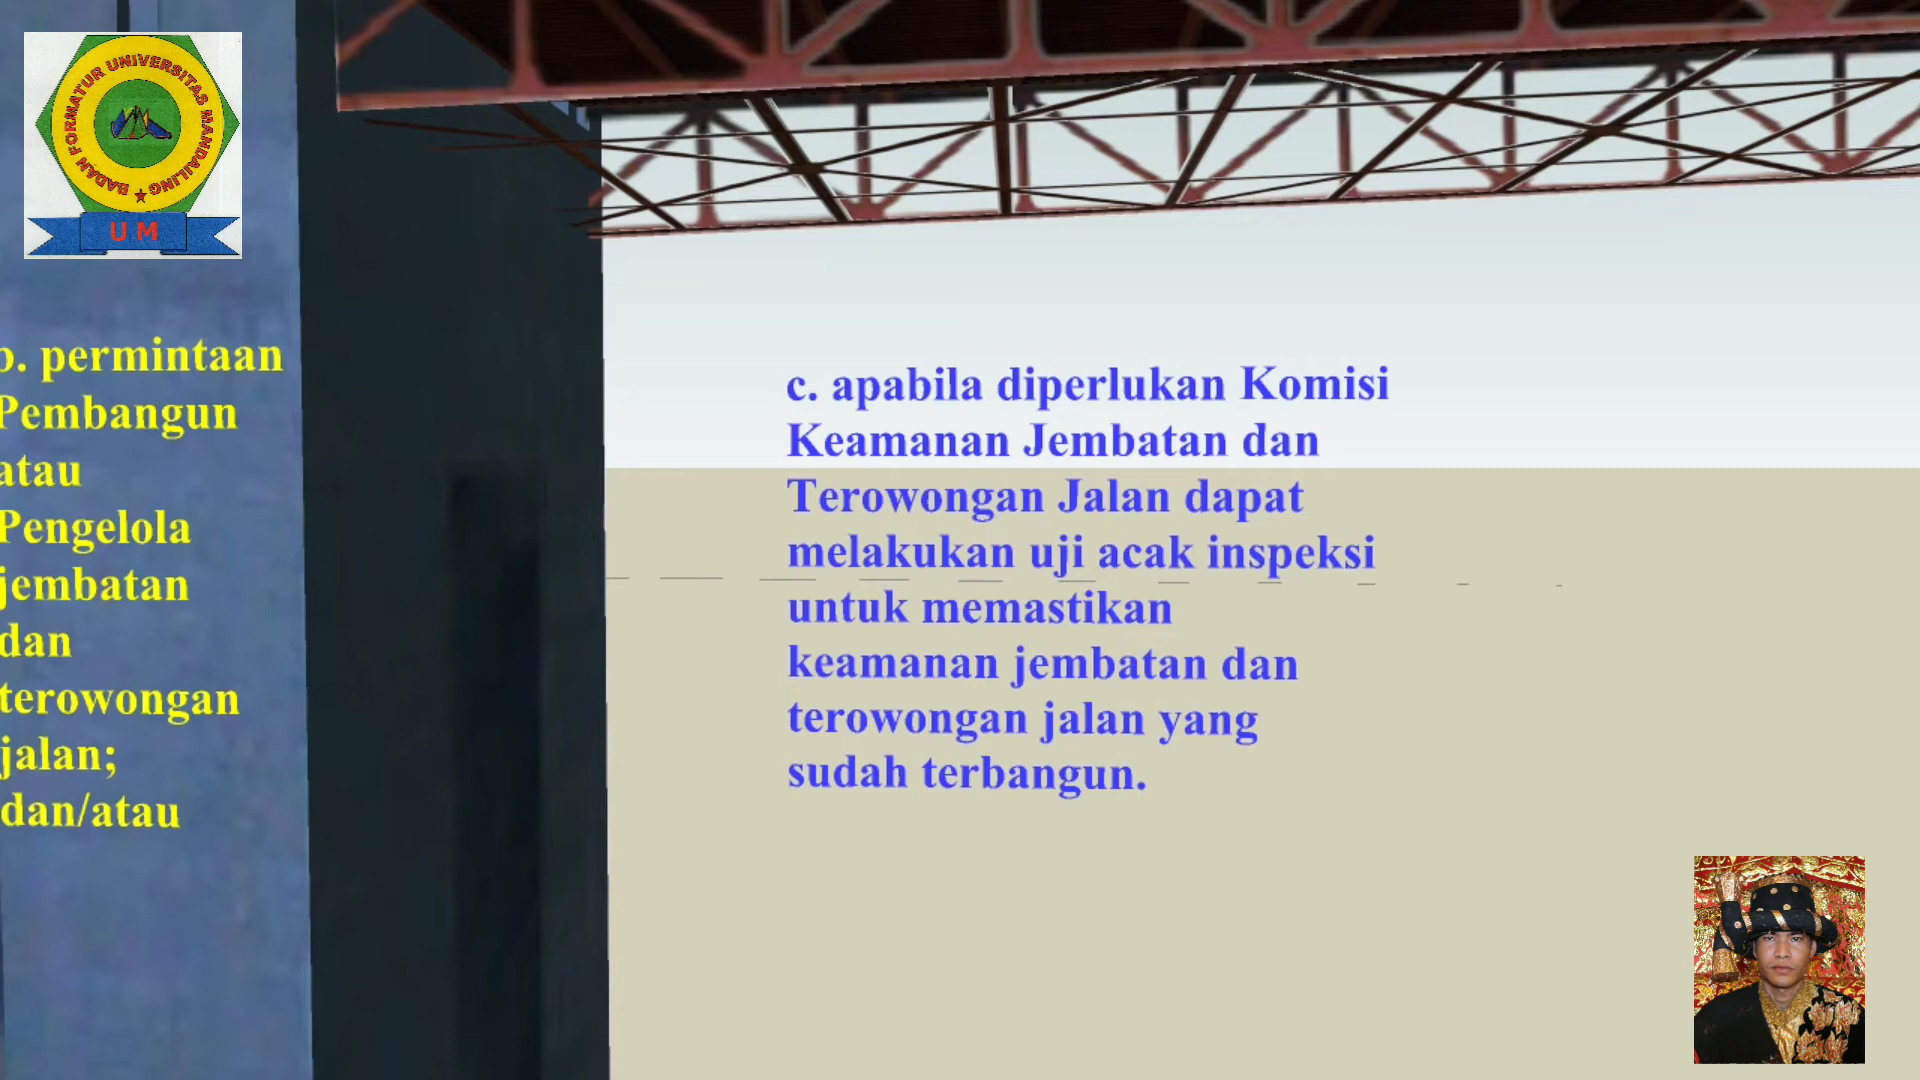 BADAN FORMATUR UNIVERSITAS MANDAILING
U M
b. permintaan
Pembangun
atau
Pengelola
jembatan
dan
terowongan
jalan;
dan/atau
c. apabila diperlukan Komisi
Keamanan Jembatan dan
Terowongan Jalan dapat
melakukan uji acak inspeksi
untuk memastikan
keamanan jembatan dan
terowongan jalan yang
sudah terbangun.